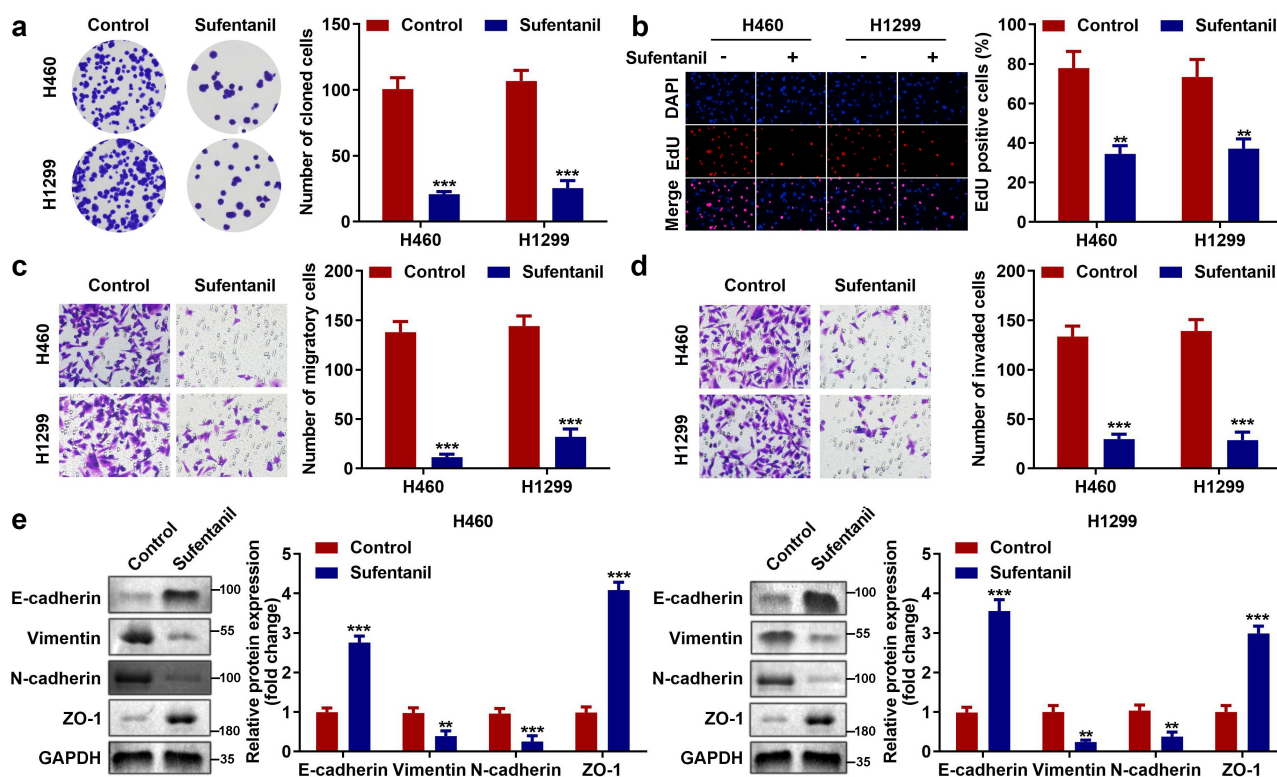 a
Control Sufentanil
H460
H1299
Control Sufentanil
Number of cloned cells
150
100
50
0
***
***
H460 H1299
b
H460 H1299
Sufentanil - + - +
DAPI
EdU
Merge
Control Sufentanil
EdU positive cells (%)
80
60
40
20
0
**
**
H460 H1299
c
Control Sufentanil
H460
H1299
Control Sufentanil
Number of migratory cells
200
150
100
50
0
***
***
H460 H1299
d
Control Sufentanil
H460
H1299
Control Sufentanil
Number of invaded cells
200
150
100
50
0
***
***
H460 H1299
e
Control Sufentanil
E-cadherin 100
Vimentin 55
N-cadherin 100
ZO-1 180
GAPDH 35
H460
Control
Sufentanil
Relative protein expression
(fold change)
5
4
3
2
1
0
***
**
***
***
E-cadherin Vimentin N-cadherin ZO-1
Control Sufentanil
E-cadherin 100
Vimentin 55
N-cadherin 100
ZO-1 180
GAPDH 35
H1299
Control
Sufentanil
Relative protein expression
(fold change)
5
4
3
2
1
0
***
**
**
***
E-cadherin Vimentin N-cadherin ZO-1